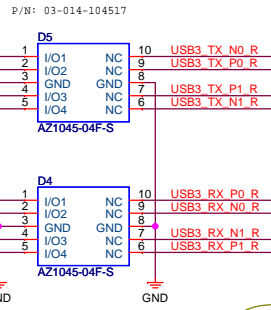 P/N: 03-014-104517
D5
1 I/O1 NC 10 USB3_TX_N0_R
2 I/O2 NC 9 USB3_TX_P0_R
3 GND GND 8
4 I/O3 NC 7 USB3_TX_P1_R
5 I/O4 NC 6 USB3_TX_N1_R
AZ1045-04F-S
D4
1 I/O1 NC 10 USB3_RX_P0_R
2 I/O2 NC 9 USB3_RX_N0_R
3 GND GND 8
4 I/O3 NC 7 USB3_RX_N1_R
5 I/O4 NC 6 USB3_RX_P1_R
AZ1045-04F-S
ND GND